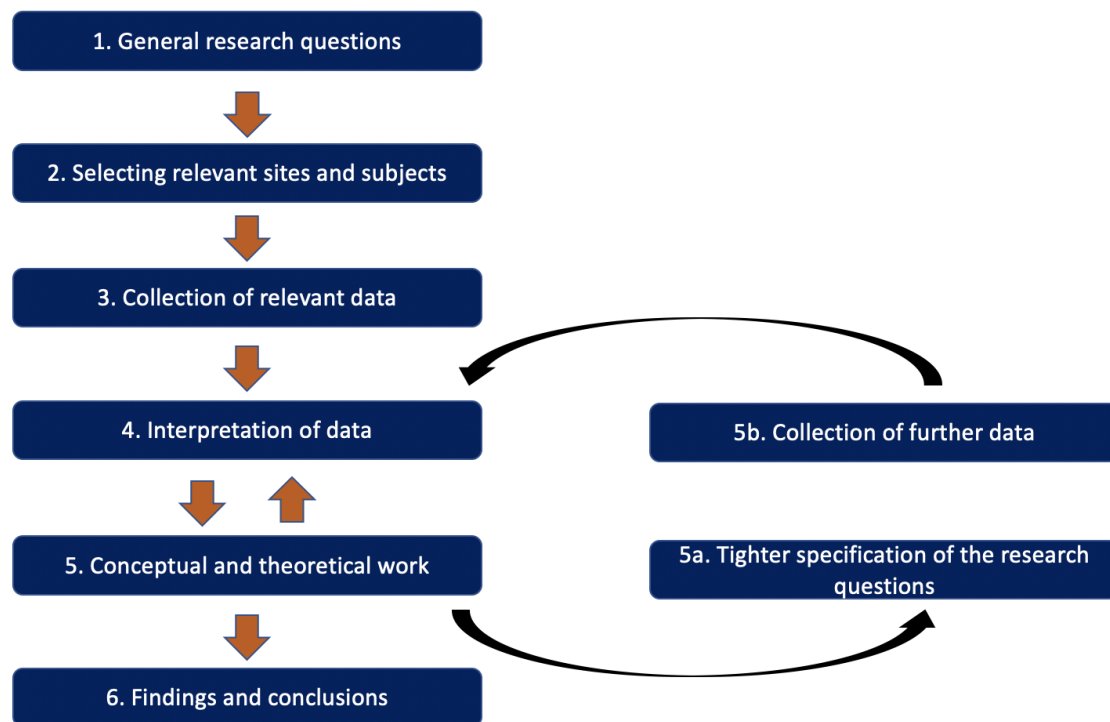 1. General research questions
2. Selecting relevant sites and subjects
3. Collection of relevant data
4. Interpretation of data
5b. Collection of further data
5. Conceptual and theoretical work
5a. Tighter specification of the research
questions
6. Findings and conclusions